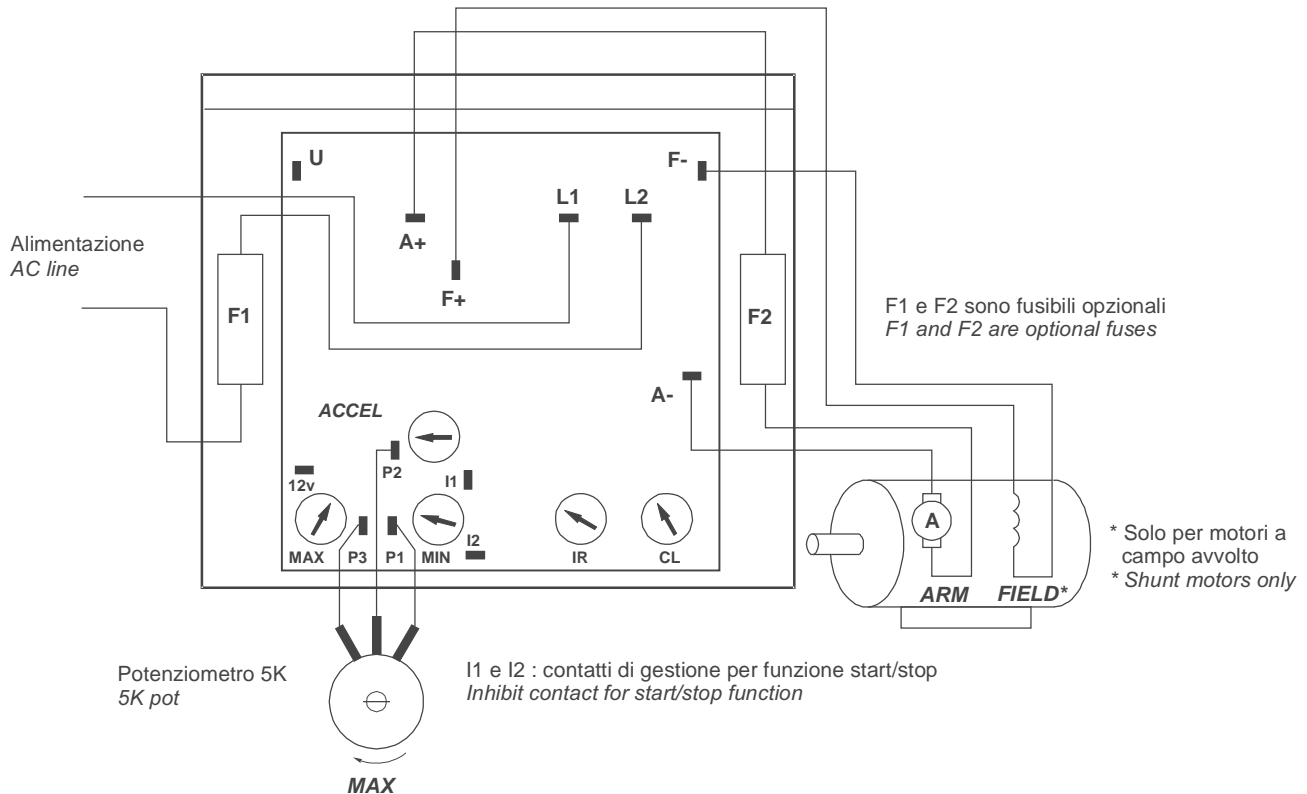 U
F-
L1
L2
A+
F+
Alimentazione
AC line
F1
F2
F1 e F2 sono fusibili opzionali
F1 and F2 are optional fuses
A-
ACCEL
P2
I1
12v
MAX
P3
P1
MIN
I2
IR
CL
A
ARM
FIELD*
* Solo per motori a
campo avvolto
* Shunt motors only
Potenziometro 5K
5K pot
I1 e I2 : contatti di gestione per funzione start/stop
Inhibit contact for start/stop function
MAX